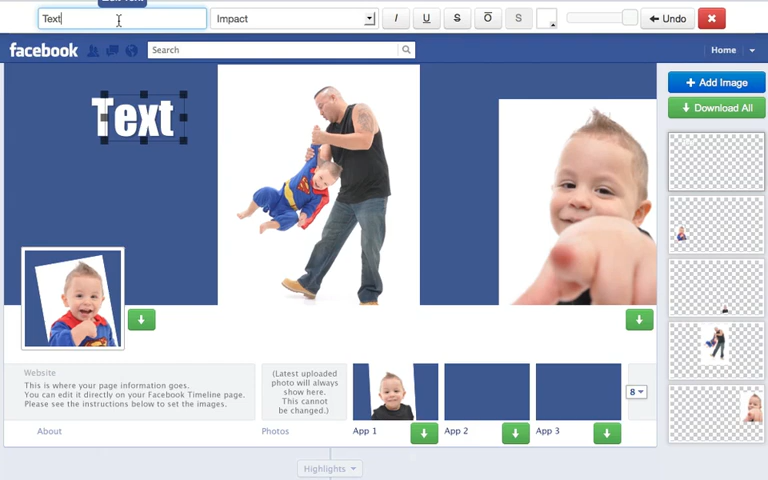 Edit Text
Text
Impact
I
U
S
O
S
Undo
facebook
Search
Home
Add Image
Download All
Text
Website
This is where your page information goes.
You can edit it directly on your Facebook Timeline page.
Please see the instructions below to set the images.
(Latest uploaded
photo will always
show here.
This cannot
be changed.)
8
About
Photos
App 1
App 2
App 3
Highlights